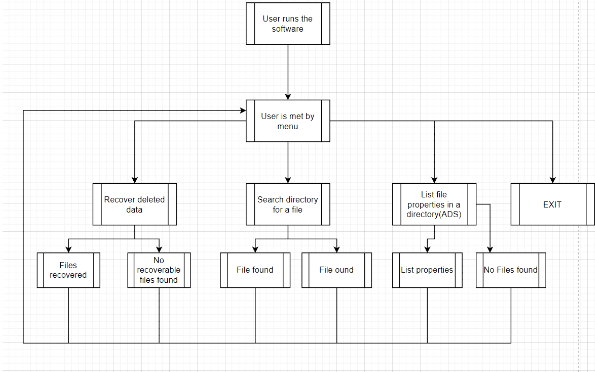 User runs the
software
User is met by
menu
Recover deleted
data
Search directory
for a file
List file
properties in a
directory(ADS)
EXIT
Files
recovered
No
recoverable
files found
File found
File ound
List properties
No Files found